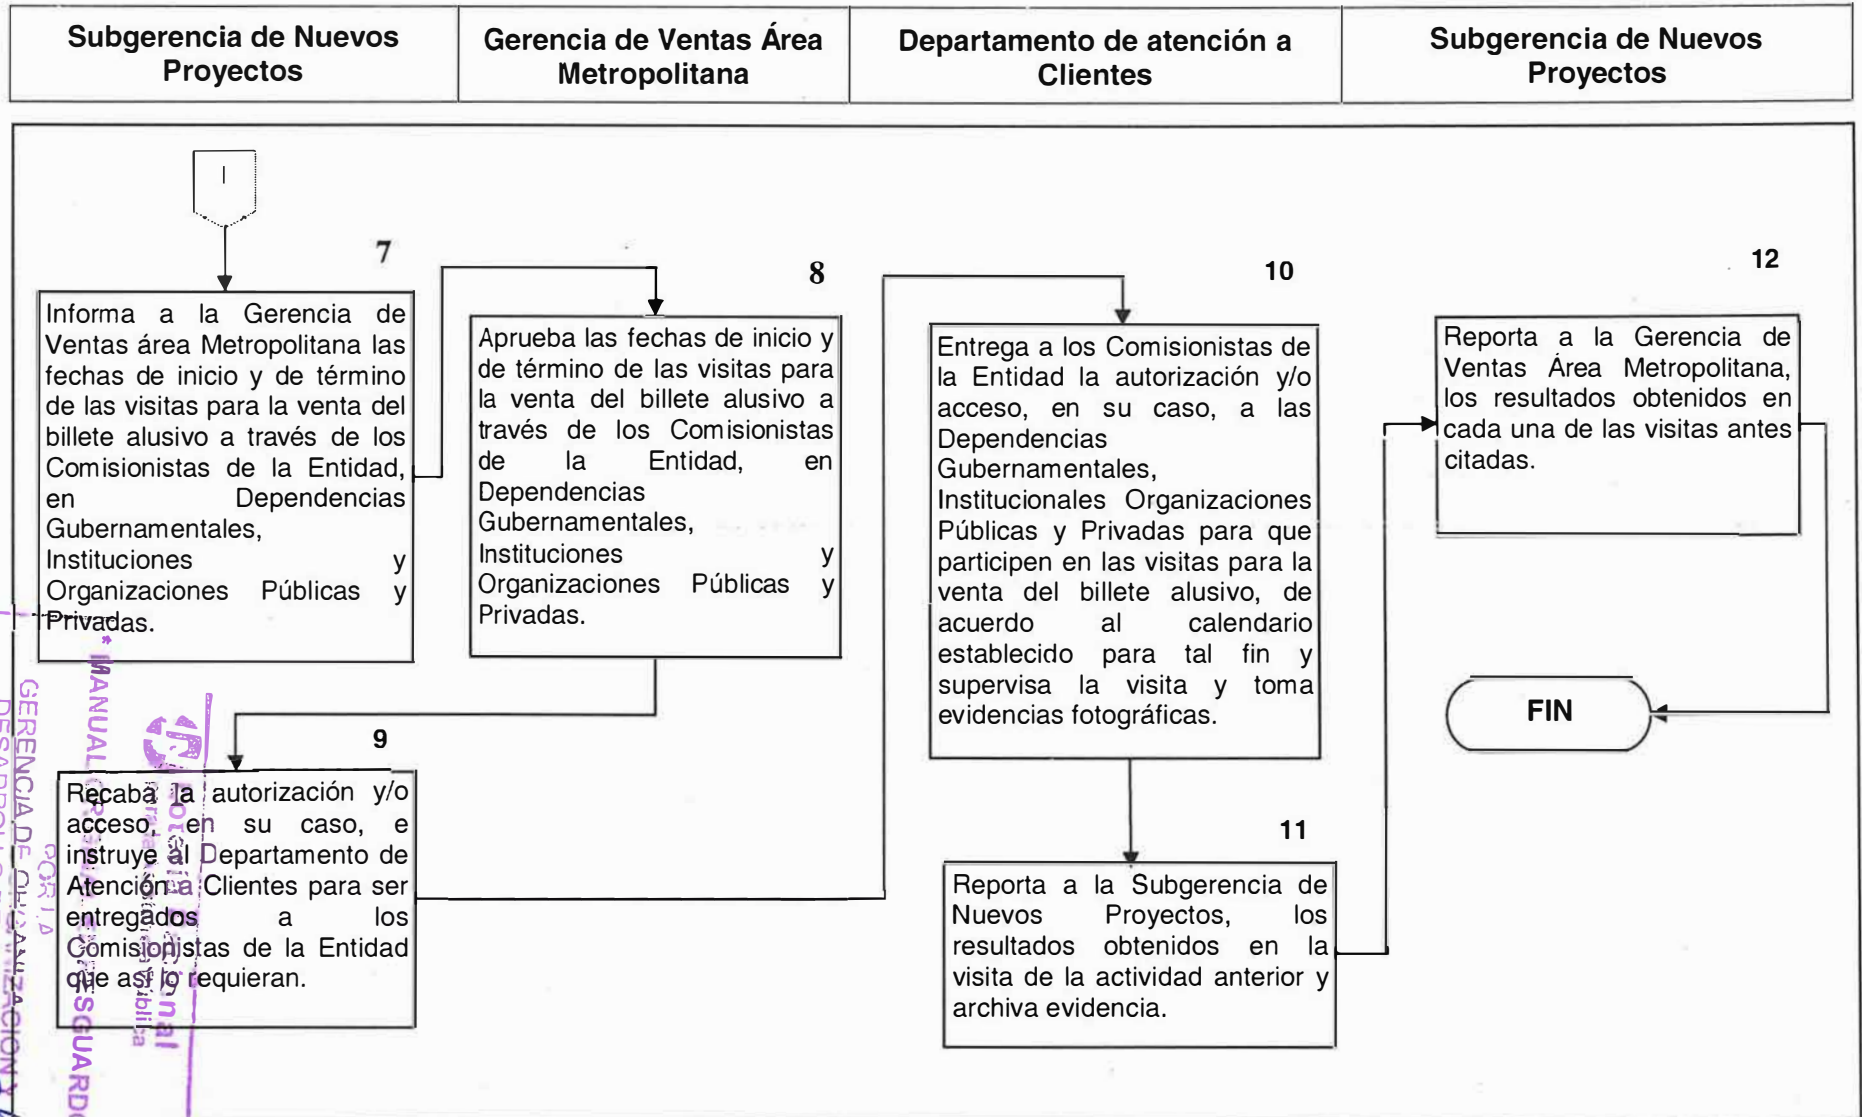 Subgerencia de Nuevos
Proyectos
Gerencia de Ventas Área
Metropolitana
Departamento de atención a
Clientes
Subgerencia de Nuevos
Proyectos
I
7
Informa a la Gerencia de
Ventas área Metropolitana las
fechas de inicio y de término
de las visitas para la venta del
billete alusivo a través de los
Comisionistas de la Entidad,
en Dependencias
Gubernamentales,
Instituciones y
Organizaciones Públicas y
Privadas.
8
Aprueba las fechas de inicio y
de término de las visitas para
la venta del billete alusivo a
través de los Comisionistas
de la Entidad, en
Dependencias
Gubernamentales,
Instituciones y
Organizaciones Públicas y
Privadas.
9
Recaba la autorización y/o
acceso, en su caso, e
instruye al Departamento de
Atención a Clientes para ser
entregados a los
Comisionistas de la Entidad
que así lo requieran.
10
Entrega a los Comisionistas de
la Entidad la autorización y/o
acceso, en su caso, a las
Dependencias
Gubernamentales,
Institucionales Organizaciones
Públicas y Privadas para que
participen en las visitas para la
venta del billete alusivo, de
acuerdo al calendario
establecido para tal fin y
supervisa la visita y toma
evidencias fotográficas.
11
Reporta a la Subgerencia de
Nuevos Proyectos, los
resultados obtenidos en la
visita de la actividad anterior y
archiva evidencia.
12
Reporta a la Gerencia de
Ventas Área Metropolitana,
los resultados obtenidos en
cada una de las visitas antes
citadas.
FIN
MANUAL
GERENCIA DE